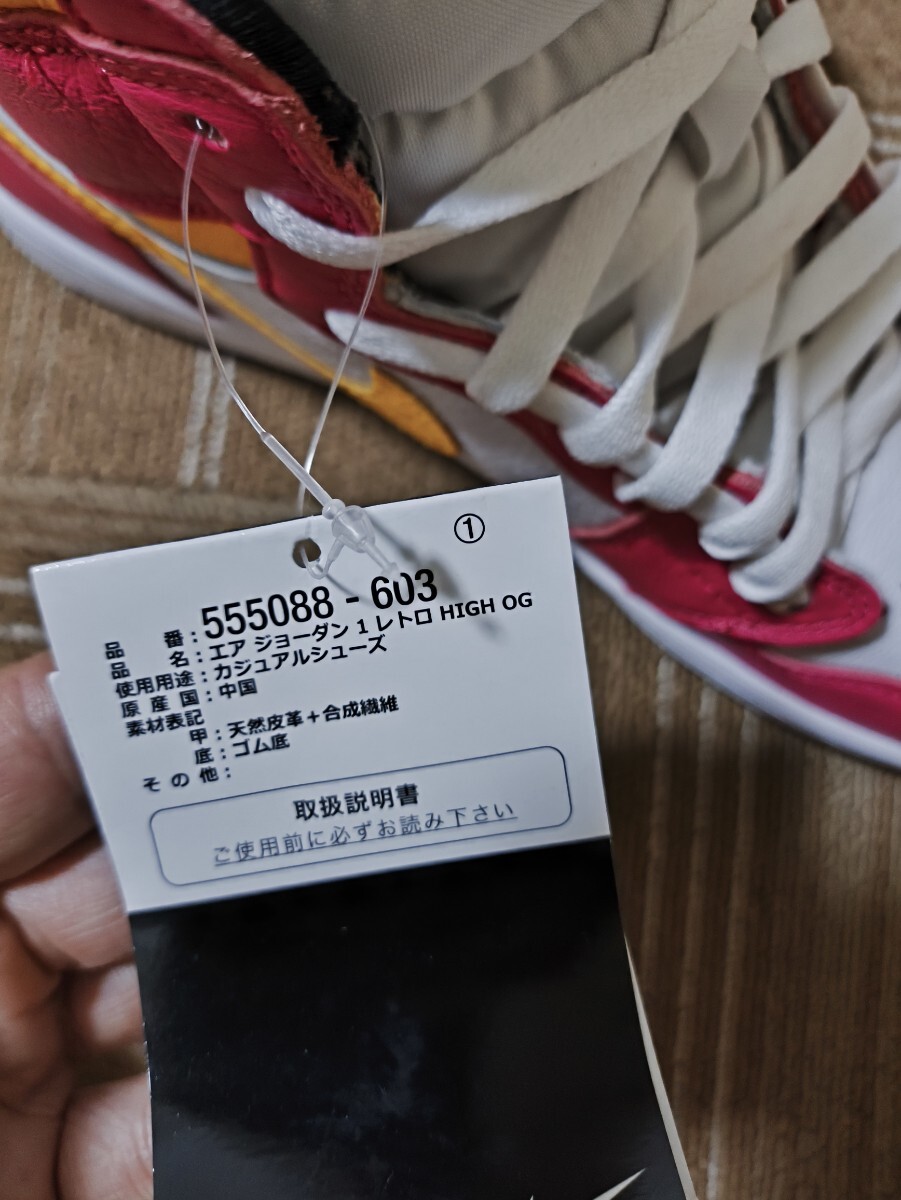 ①
品番：555088 - 603
品名：エア ジョーダン 1 レトロ HIGH OG
使用用途：カジュアルシューズ
原産国：中国
素材表記
甲：天然皮革＋合成繊維
底：ゴム底
その他：
取扱説明書
ご使用前に必ずお読み下さい